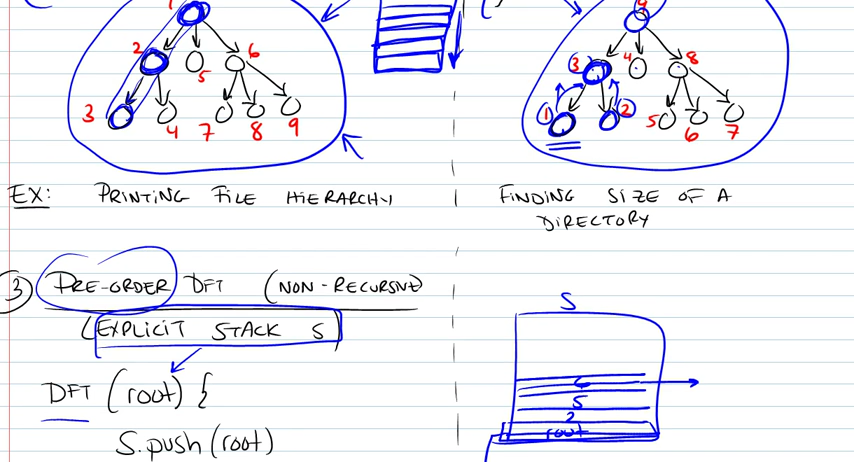 1
2
5
6
3
4
7
8
9
9
3
4
8
1
2
5
6
7
EX: PRINTING FILE HIERARCHY
FINDING SIZE OF A
DIRECTORY
3 PRE-ORDER DFT (NON-RECURSIVE)
(EXPLICIT STACK S)
DFT (root) {
S.push(root)
S
6
5
2
root